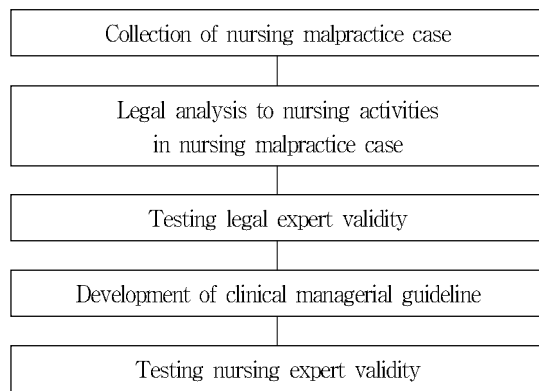 Collection of nursing malpractice case
Legal analysis to nursing activities
in nursing malpractice case
Testing legal expert validity
Development of clinical managerial guideline
Testing nursing expert validity